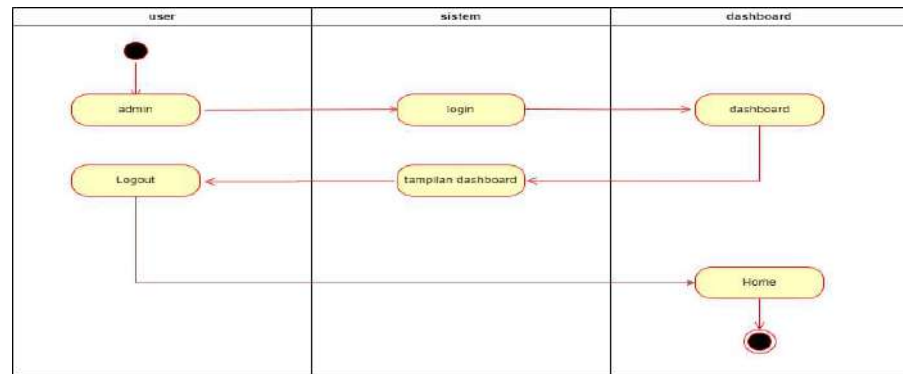 user
sistem
dashboard
admin
login
dashboard
Logout
tampilan dashboard
Home